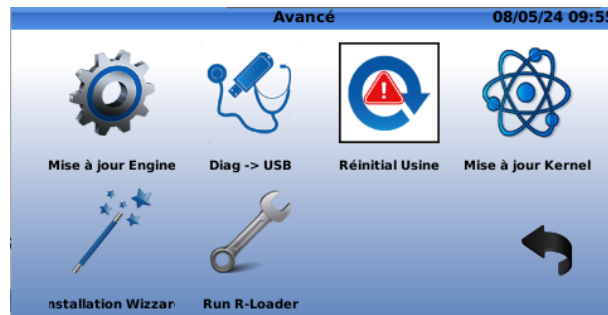 Avancé 08/05/24 09:55
Mise à jour Engine Diag -> USB Réinitial Usine Mise à jour Kernel
nstallation Wizzar Run R-Loader